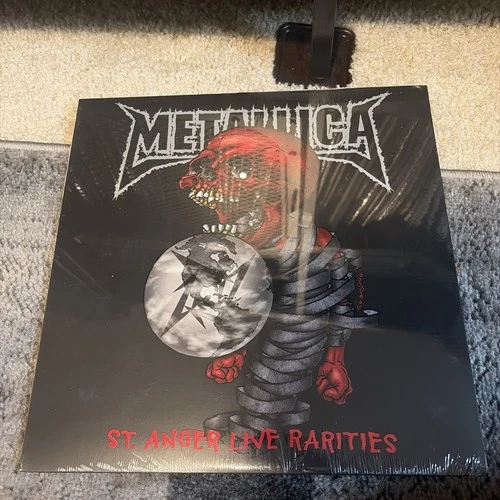 METALLICA
ST. ANGER LIVE RARITIES